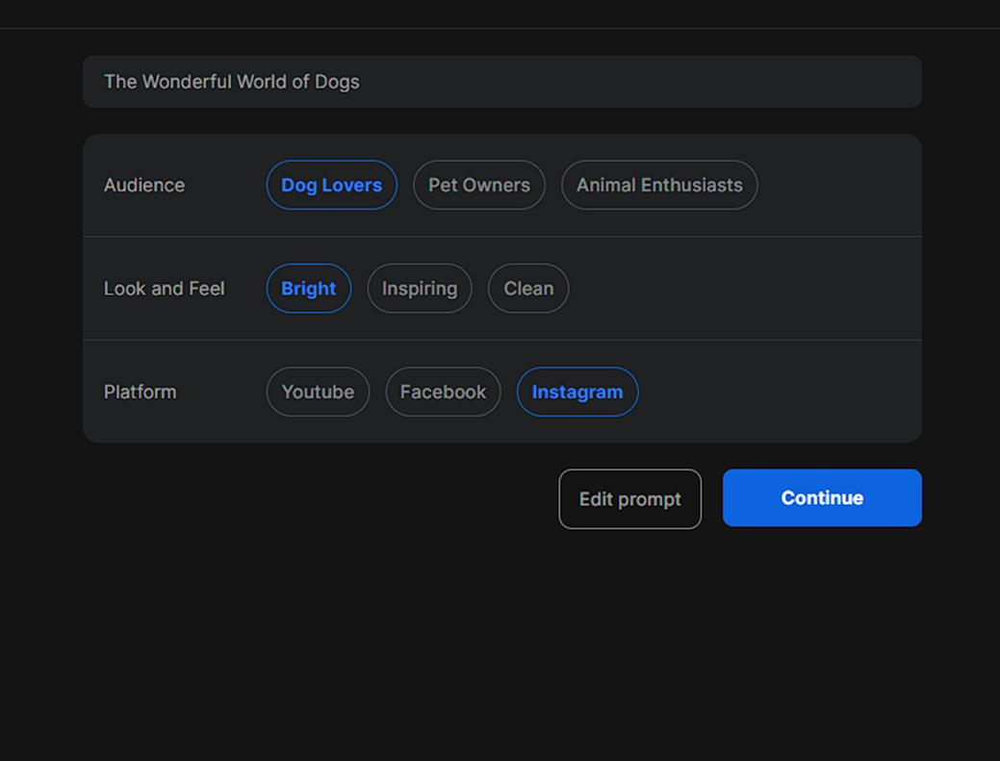 The Wonderful World of Dogs
Audience Dog Lovers Pet Owners Animal Enthusiasts
Look and Feel Bright Inspiring Clean
Platform Youtube Facebook Instagram
Edit prompt Continue